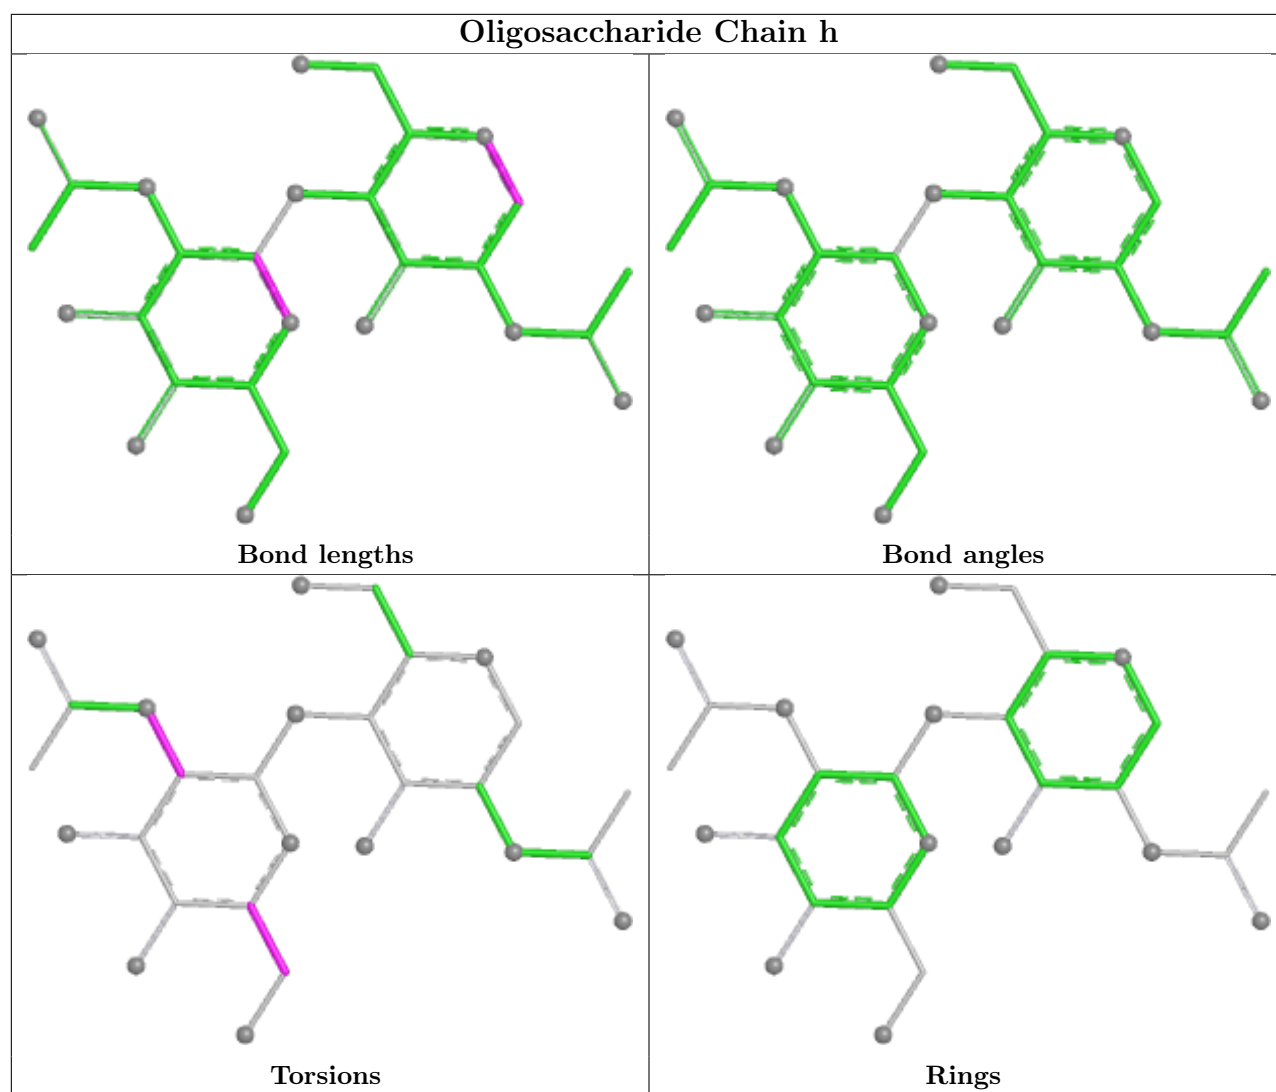 Oligosaccharide Chain h
Bond lengths
Bond angles
Torsions
Rings